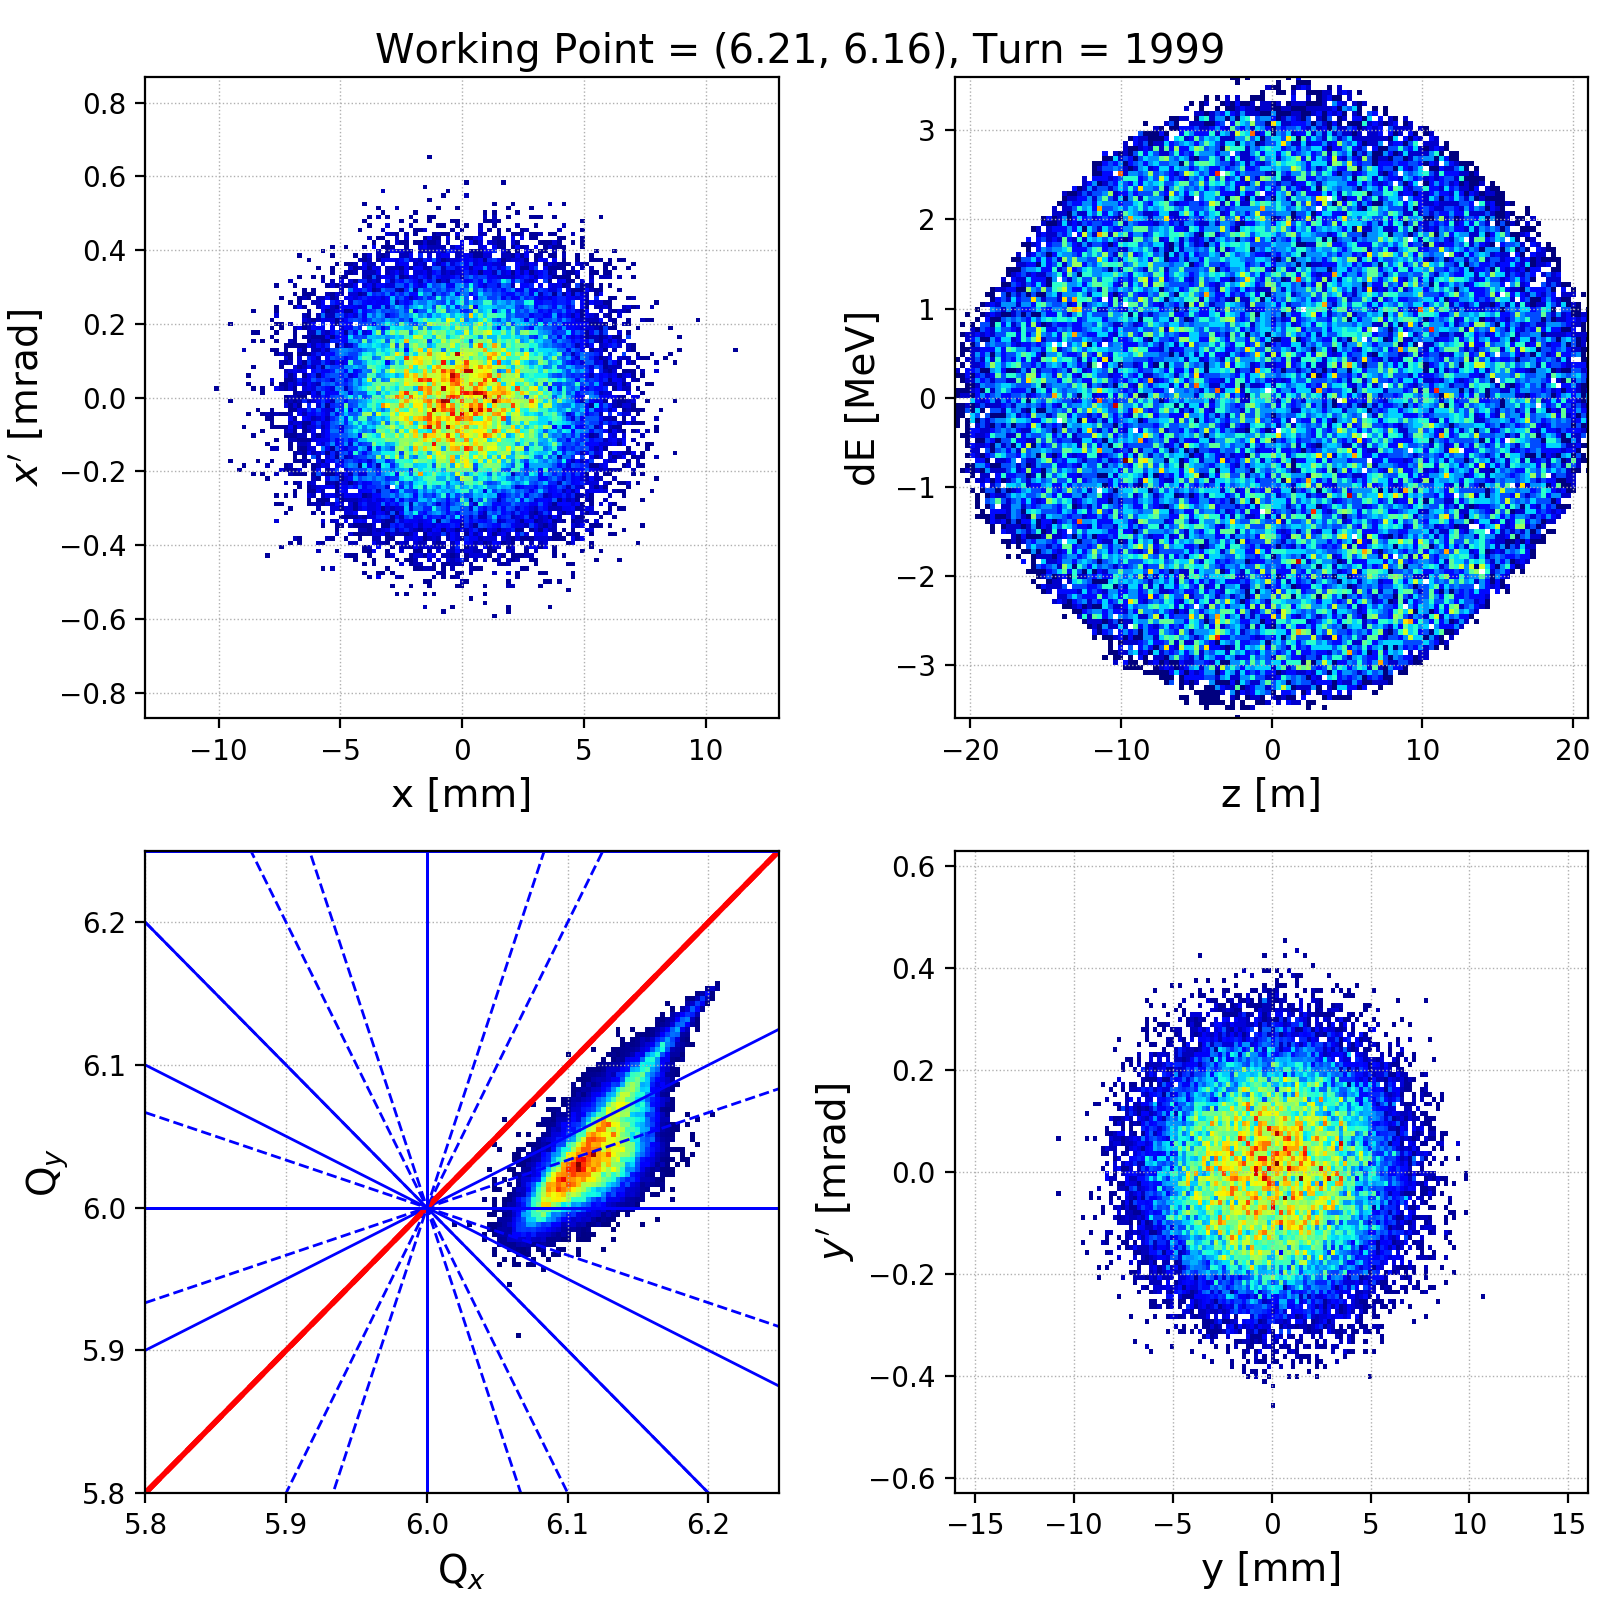 Working Point = (6.21, 6.16), Turn = 1999
0.8
0.6
0.4
0.2
0.0
−0.2
−0.4
−0.6
−0.8
x′ [mrad]
−10 −5 0 5 10
x [mm]
3
2
1
0
−1
−2
−3
dE [MeV]
−20 −10 0 10 20
z [m]
6.2
6.1
6.0
5.9
5.8
Qy
5.8 5.9 6.0 6.1 6.2
Qx
0.6
0.4
0.2
0.0
−0.2
−0.4
−0.6
y′ [mrad]
−15 −10 −5 0 5 10 15
y [mm]